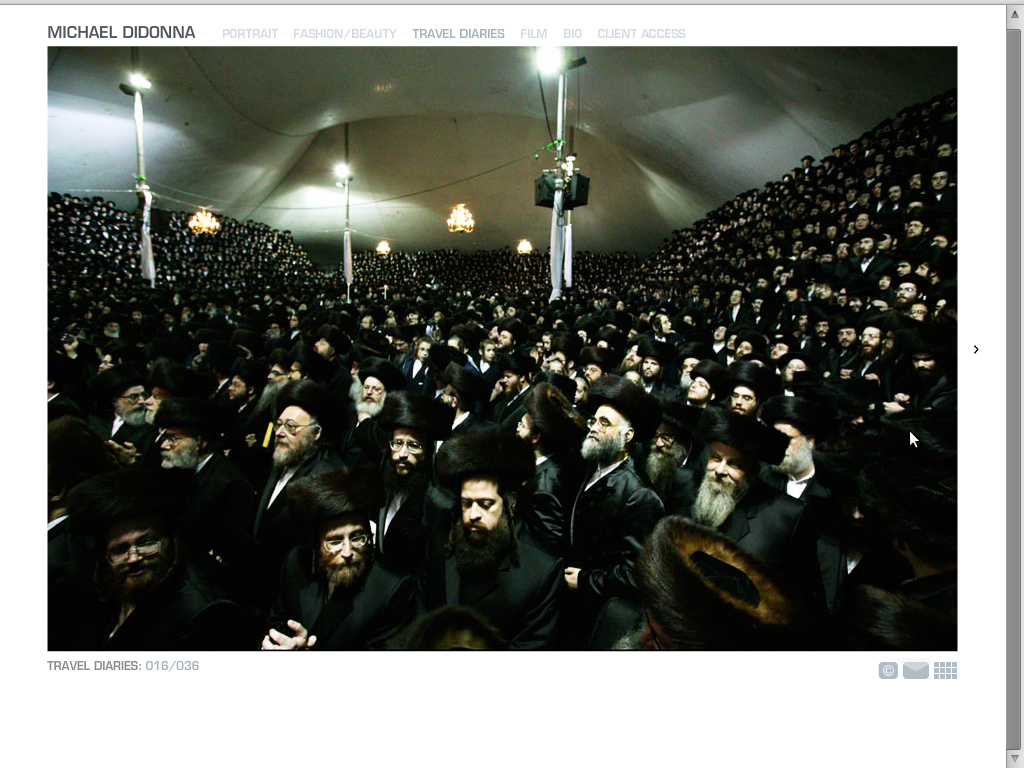 MICHAEL DIDONNA PORTRAIT FASHION/BEAUTY TRAVEL DIARIES FILM BIO CLIENT ACCESS
TRAVEL DIARIES: 016/036 ©